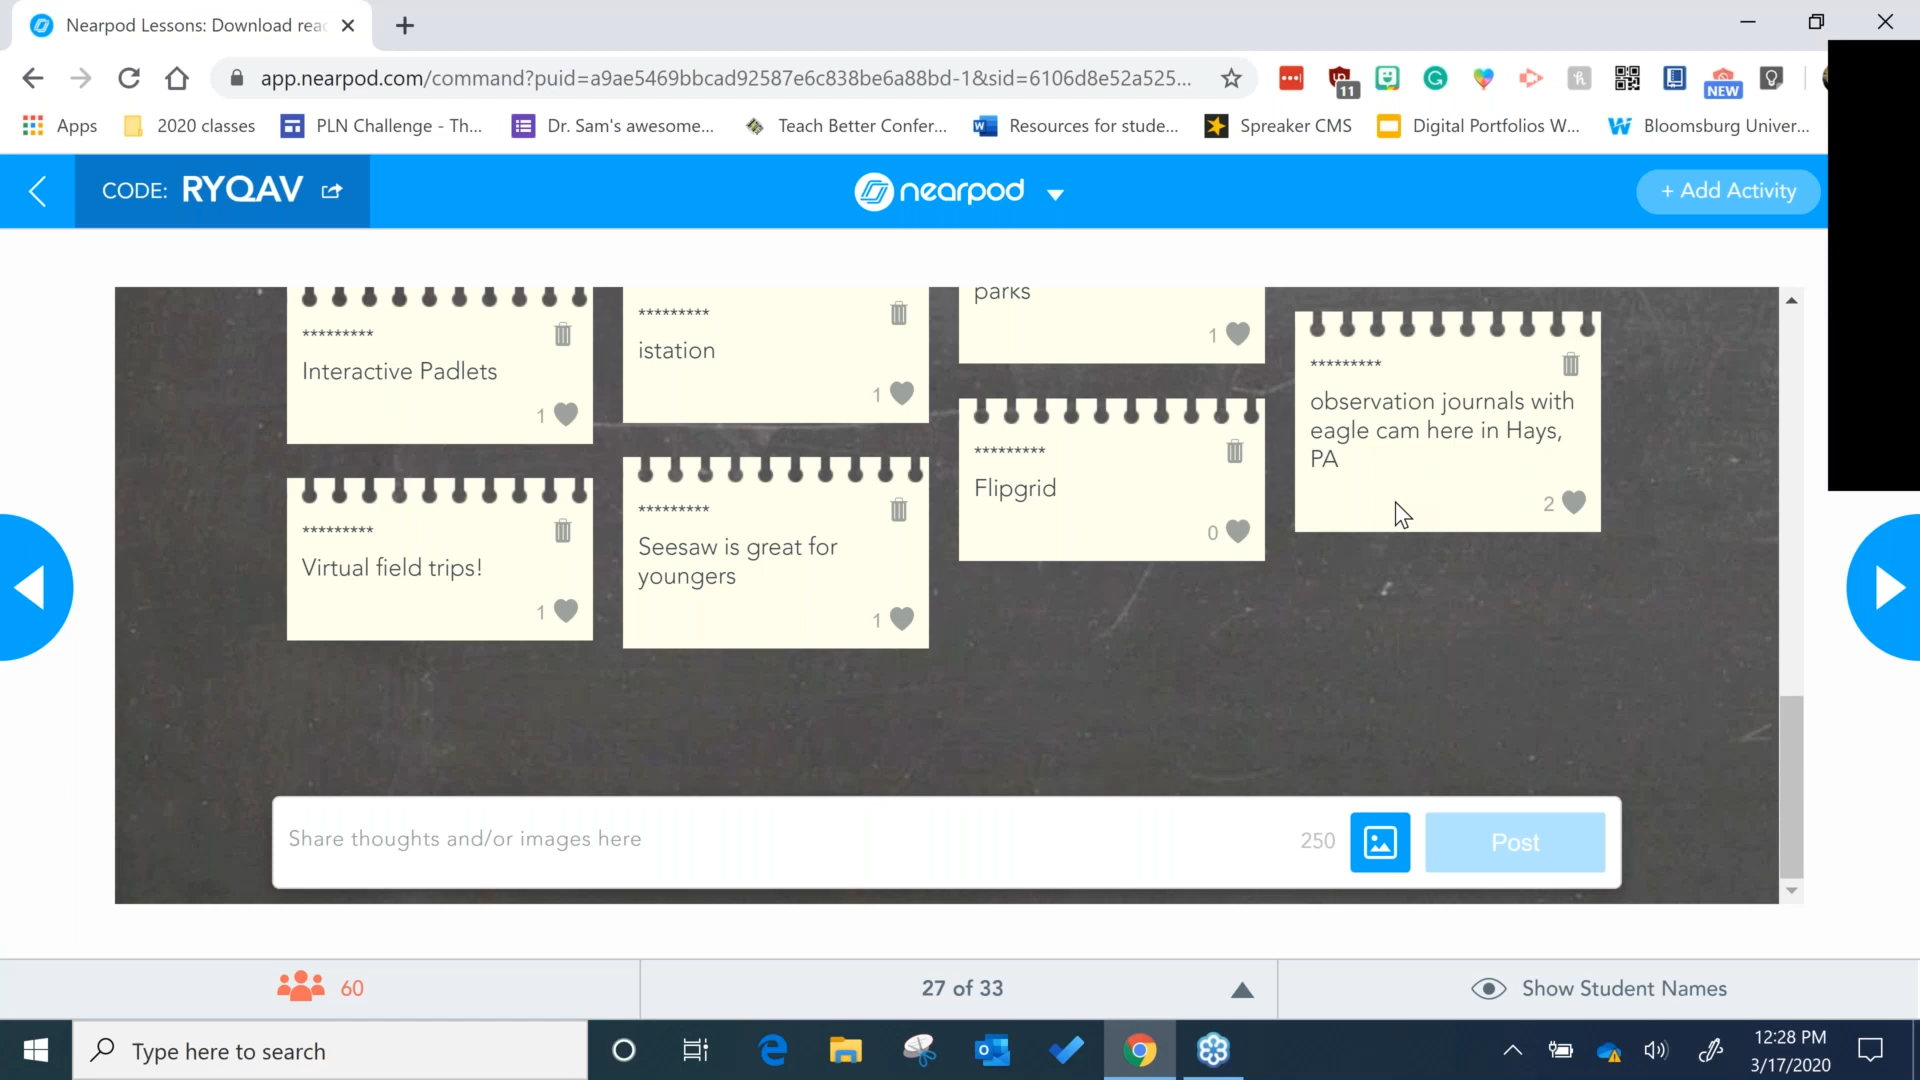 Nearpod Lessons: Download rea
app.nearpod.com/command?puid=a9ae5469bbcad92587e6c838be6a88bd-1&sid=6106d8e52a525...
11
NEW
Apps
2020 classes
PLN Challenge - Th...
Dr. Sam's awesome...
Teach Better Confer...
Resources for stude...
Spreaker CMS
Digital Portfolios W...
Bloomsburg Univer...
CODE: RYQAV
nearpod
+ Add Activity
*********
Interactive Padlets
1
*********
Virtual field trips!
1
*********
istation
1
*********
Seesaw is great for
youngers
1
parks
1
*********
Flipgrid
0
*********
observation journals with
eagle cam here in Hays,
PA
2
Share thoughts and/or images here
250
Post
60
27 of 33
Show Student Names
Type here to search
12:28 PM
3/17/2020